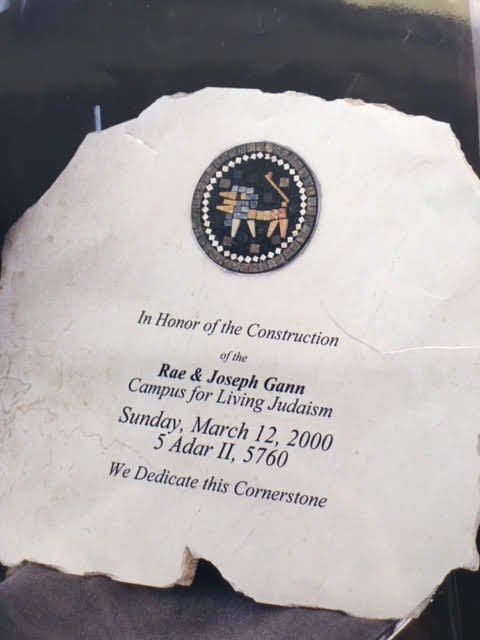 In Honor of the Construction
of the
Rae & Joseph Gann
Campus for Living Judaism
Sunday, March 12, 2000
5 Adar II, 5760
We Dedicate this Cornerstone